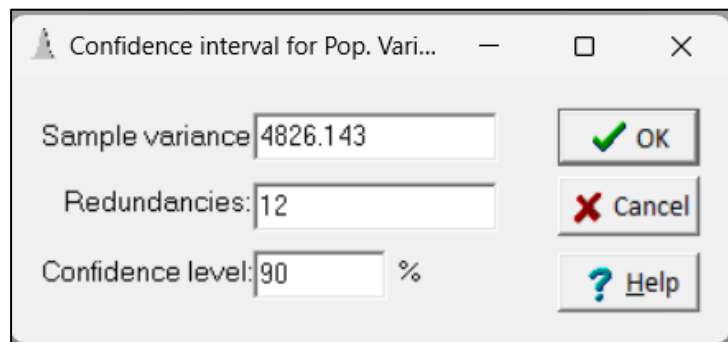 Confidence interval for Pop. Vari...
Sample variance 4826.143
OK
Redundancies: 12
Cancel
Confidence level: 90 %
Help